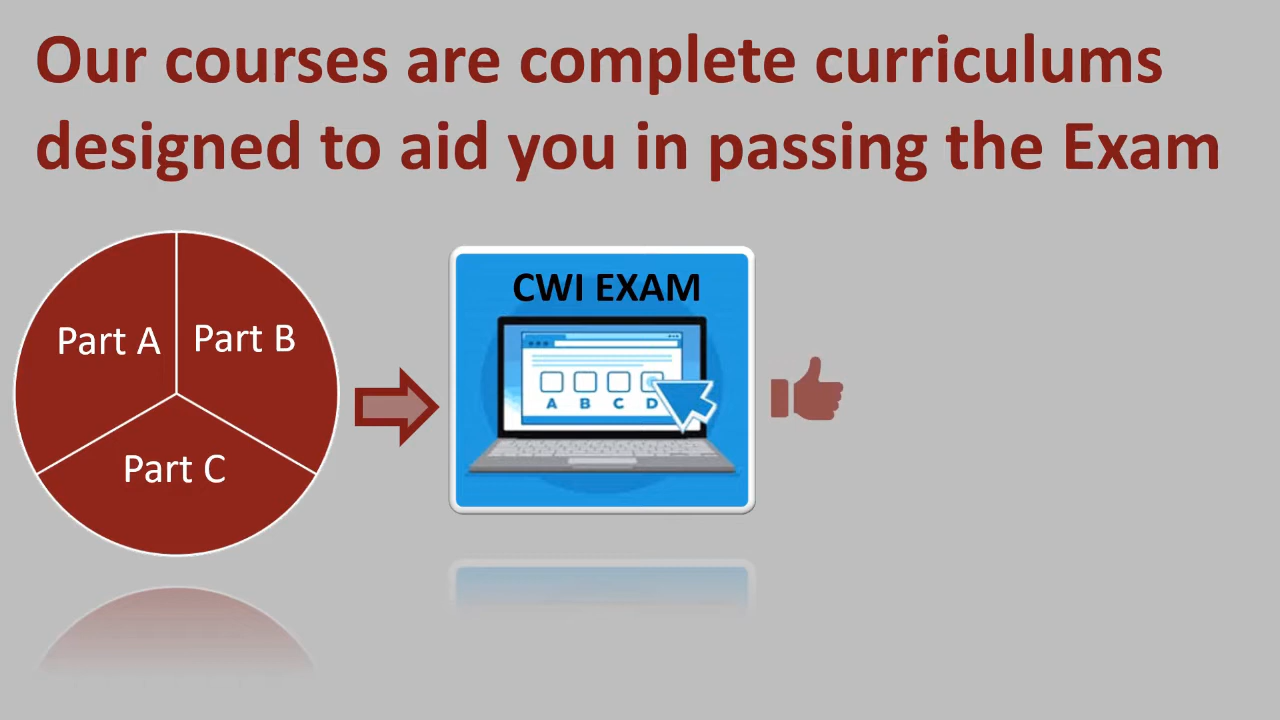 Our courses are complete curriculums
designed to aid you in passing the Exam
CWI EXAM
Part A
Part B
A B C D
Part C